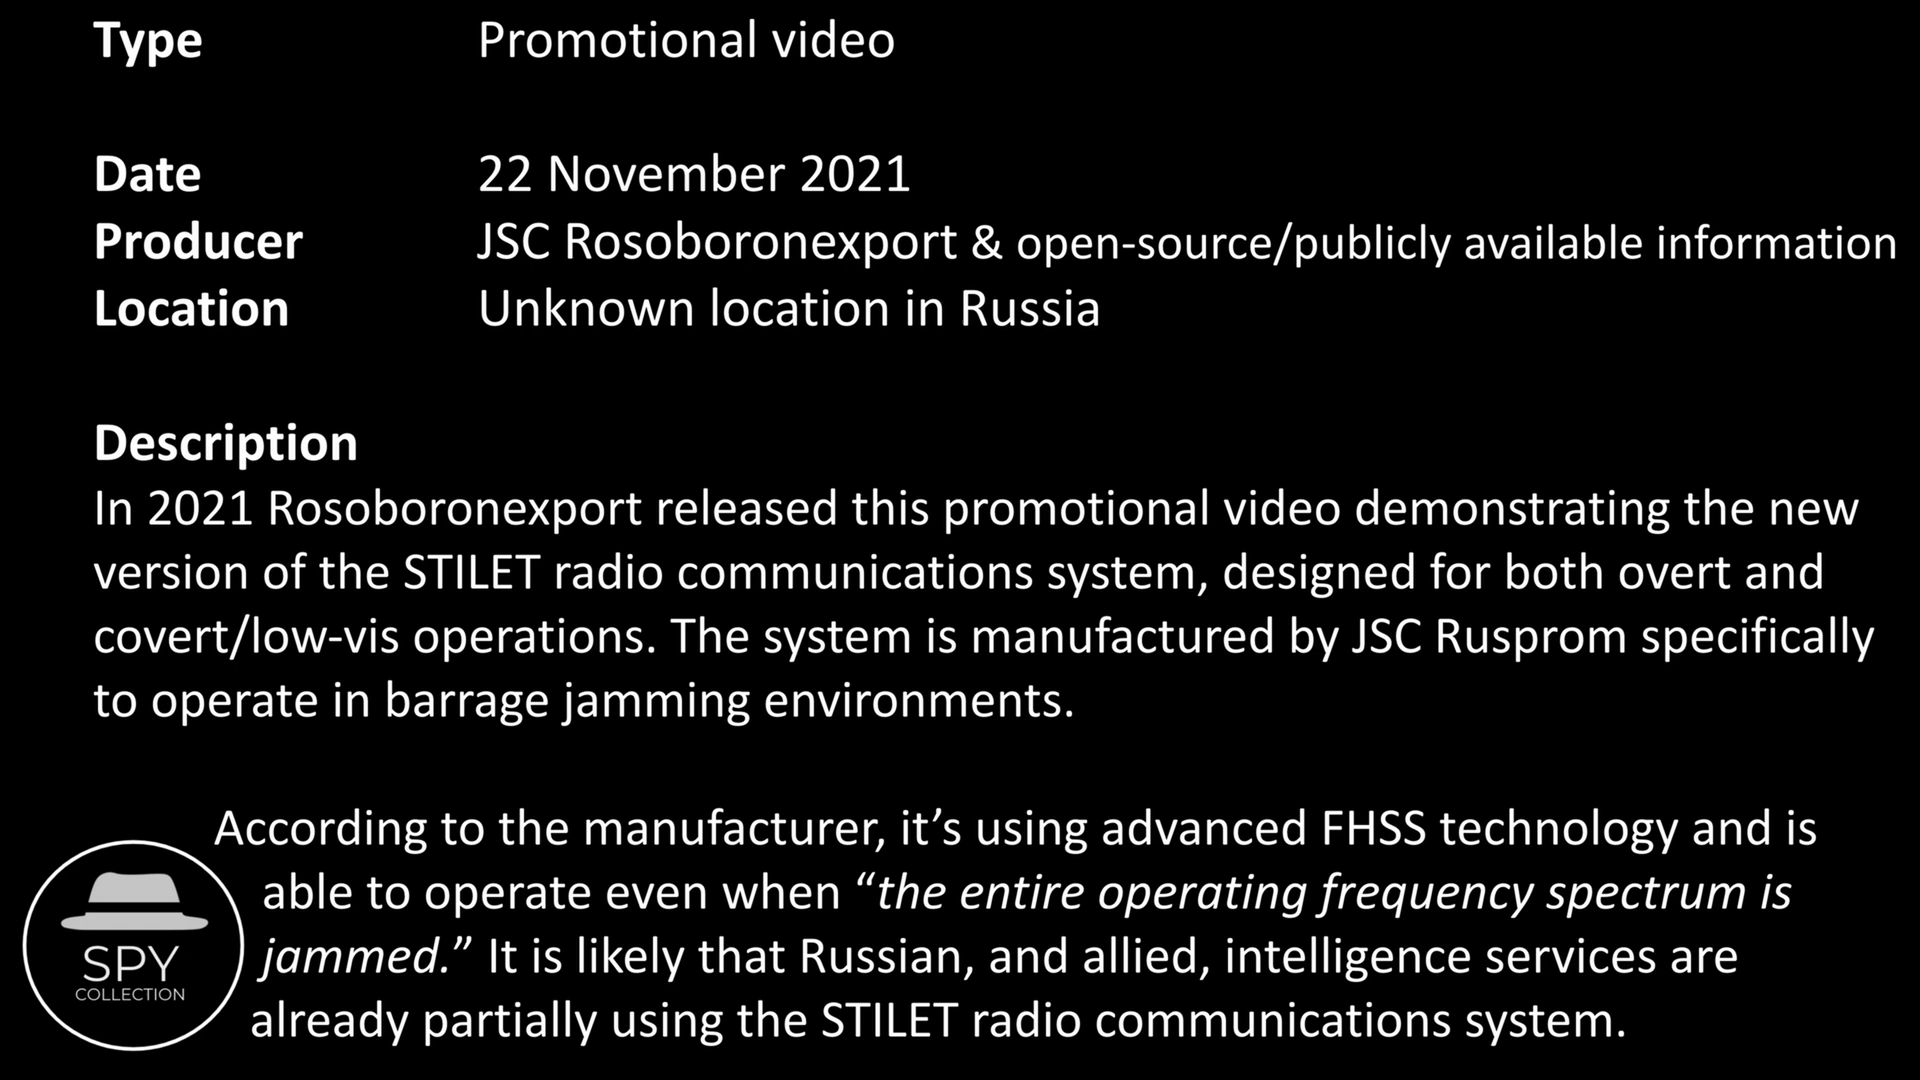 Type Promotional video
Date 22 November 2021
Producer JSC Rosoboronexport & open-source/publicly available information
Location Unknown location in Russia
Description
In 2021 Rosoboronexport released this promotional video demonstrating the new
version of the STILET radio communications system, designed for both overt and
covert/low-vis operations. The system is manufactured by JSC Rusprom specifically
to operate in barrage jamming environments.
According to the manufacturer, it’s using advanced FHSS technology and is
able to operate even when “the entire operating frequency spectrum is
jammed.” It is likely that Russian, and allied, intelligence services are
already partially using the STILET radio communications system.
SPY
COLLECTION